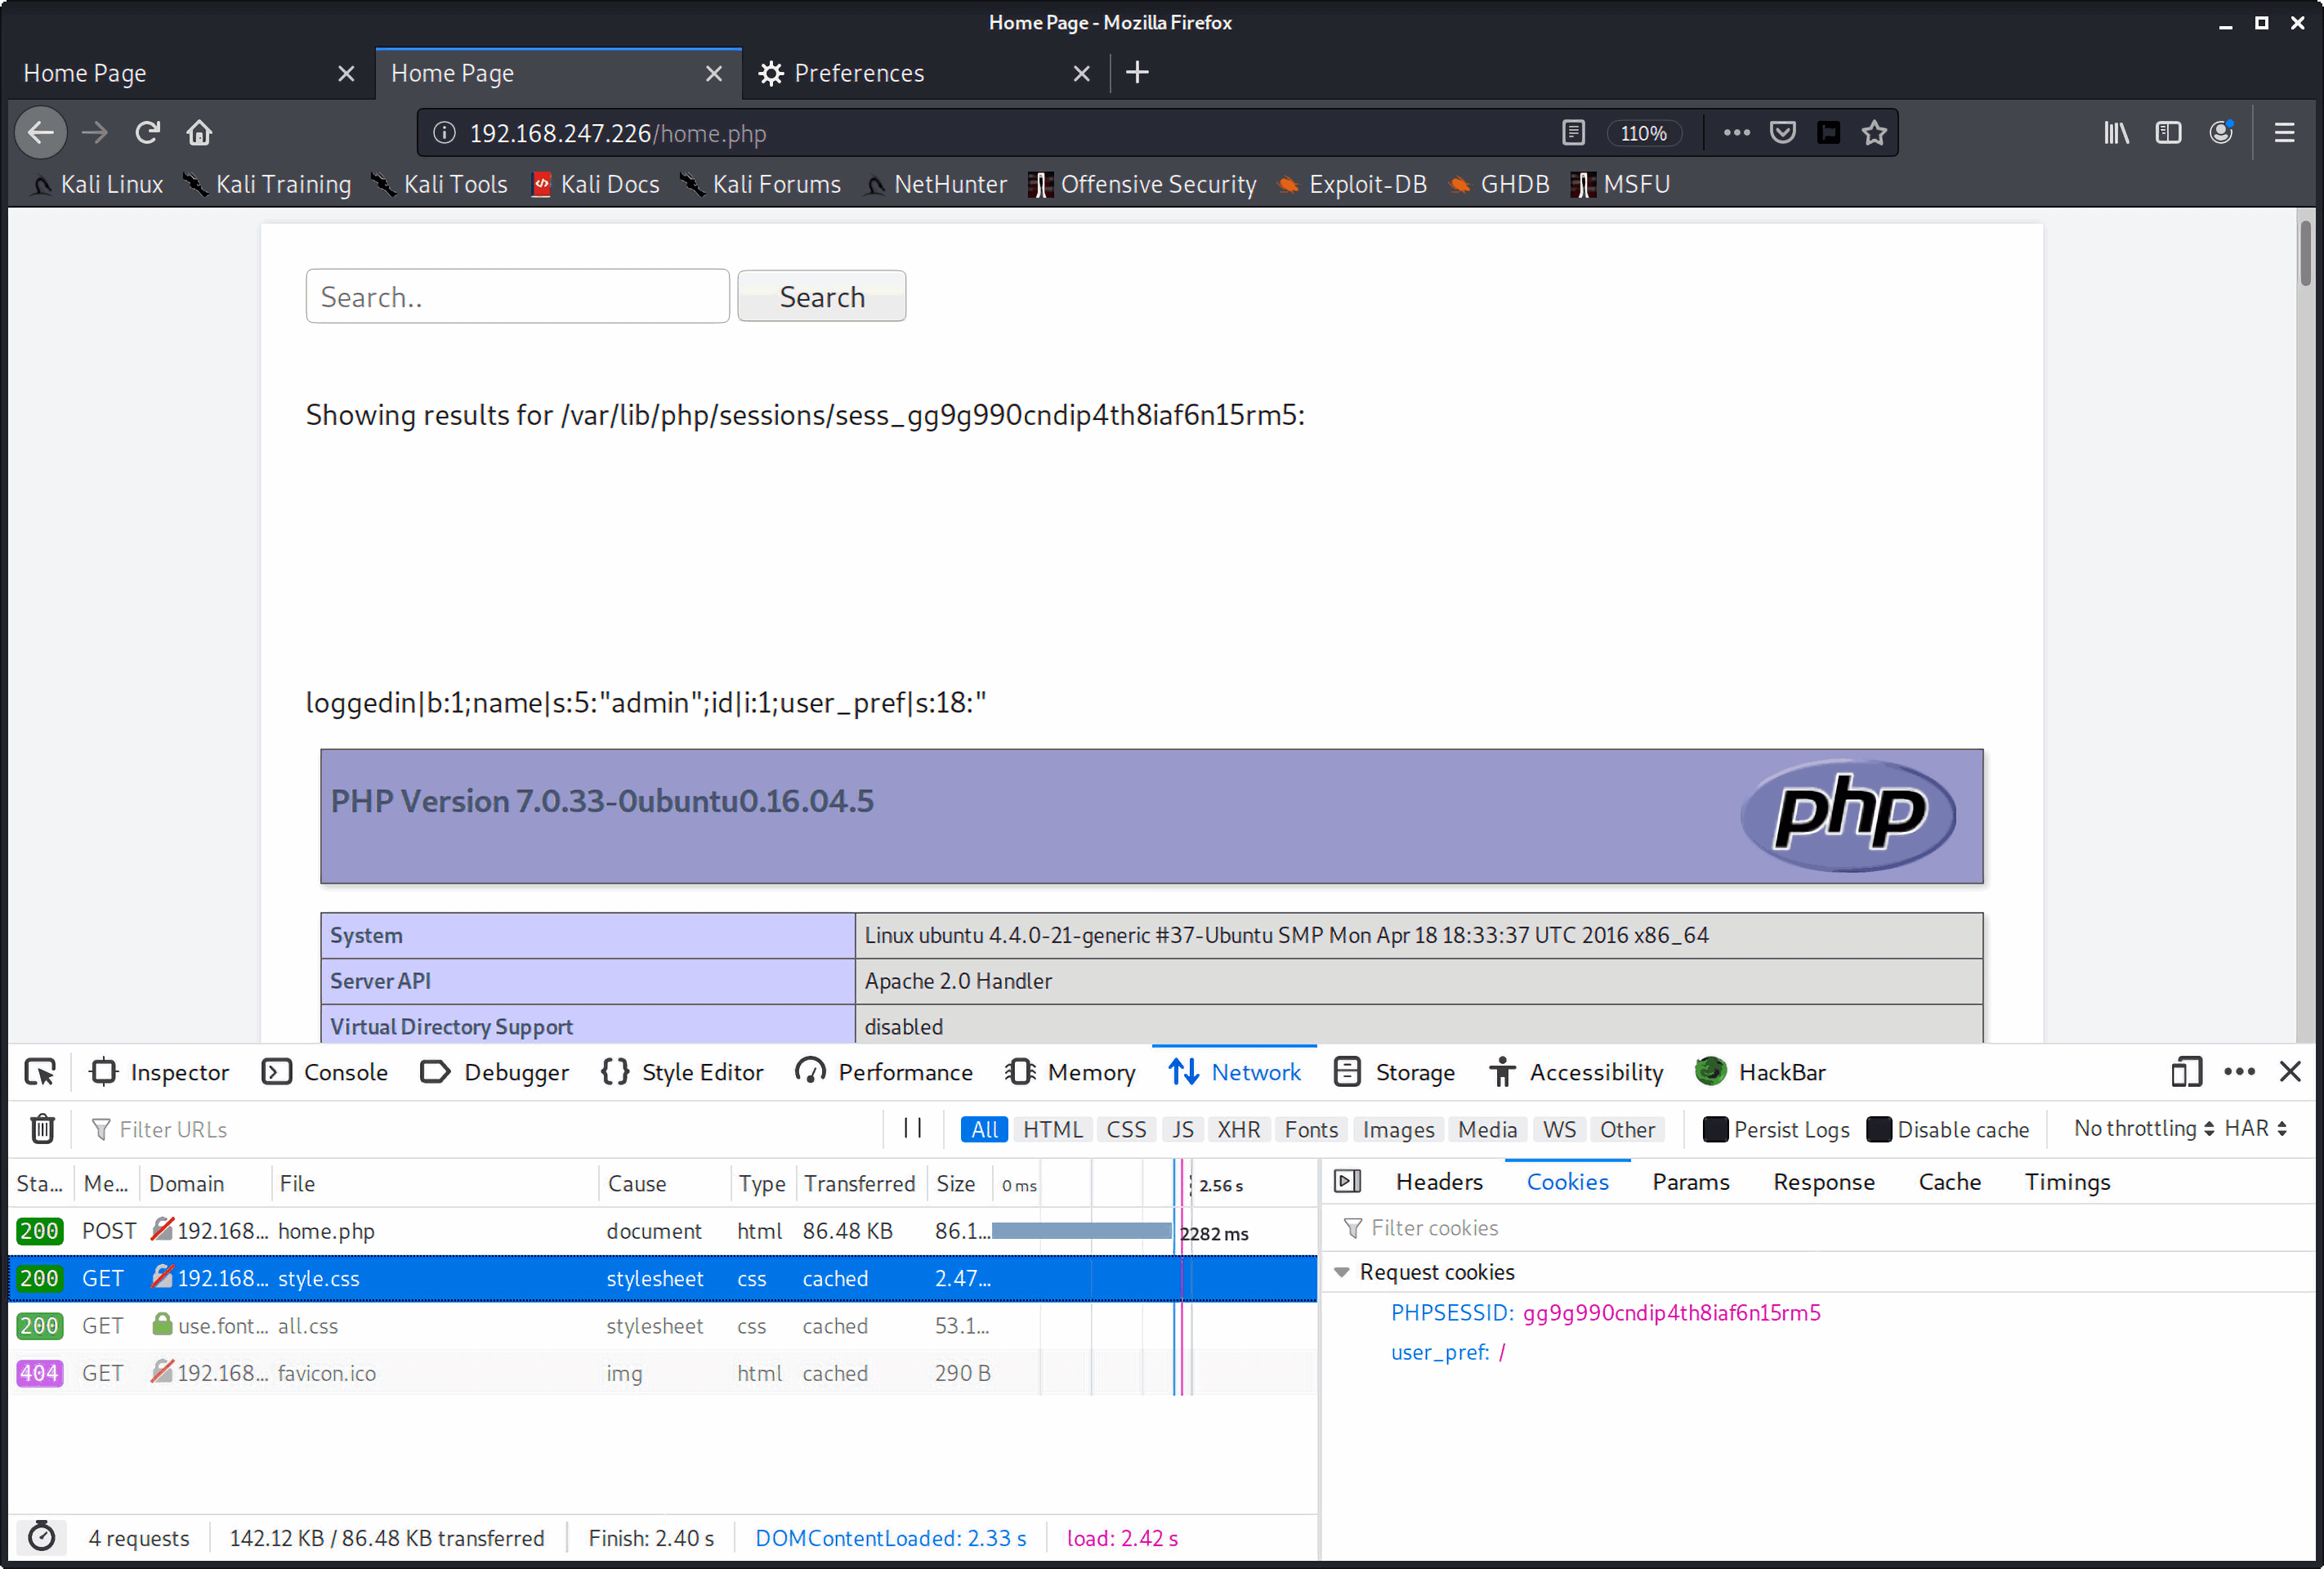 Home Page - Mozilla Firefox
Home Page
Home Page
Preferences
192.168.247.226/home.php
110%
Kali Linux Kali Training Kali Tools Kali Docs Kali Forums NetHunter Offensive Security Exploit-DB GHDB MSFU
Search.. Search
Showing results for /var/lib/php/sessions/sess_gg9g990cndip4th8iaf6n15rm5:
loggedin|b:1;name|s:5:"admin";id|i:1;user_pref|s:18:"
PHP Version 7.0.33-0ubuntu0.16.04.5
php
System Linux ubuntu 4.4.0-21-generic #37-Ubuntu SMP Mon Apr 18 18:33:37 UTC 2016 x86_64
Server API Apache 2.0 Handler
Virtual Directory Support disabled
Inspector Console Debugger Style Editor Performance Memory Network Storage Accessibility HackBar
Filter URLs All HTML CSS JS XHR Fonts Images Media WS Other Persist Logs Disable cache No throttling HAR
Sta... Me... Domain File Cause Type Transferred Size 0 ms 2.56 s
200 POST 192.168... home.php document html 86.48 KB 86.1... 2282 ms
200 GET 192.168... style.css stylesheet css cached 2.47...
200 GET use.font... all.css stylesheet css cached 53.1...
404 GET 192.168... favicon.ico img html cached 290 B
4 requests 142.12 KB / 86.48 KB transferred Finish: 2.40 s DOMContentLoaded: 2.33 s load: 2.42 s
Headers Cookies Params Response Cache Timings
Filter cookies
Request cookies
PHPSESSID: gg9g990cndip4th8iaf6n15rm5
user_pref: /